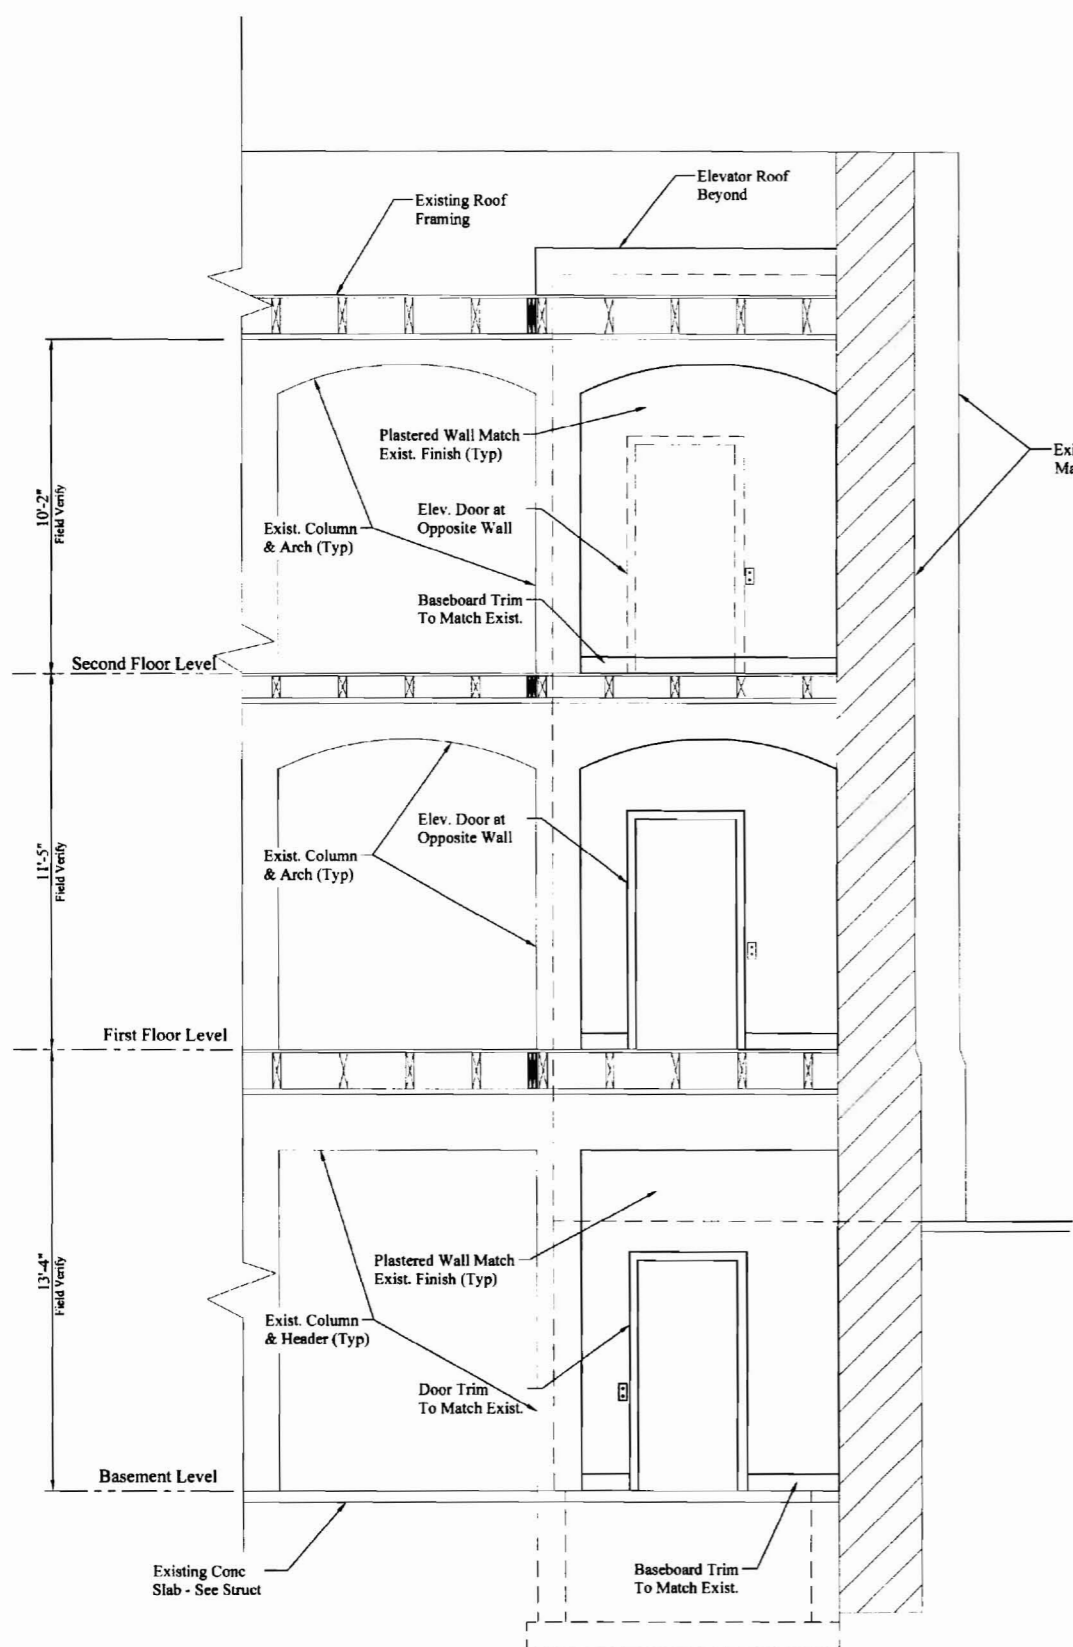 Elevator Roof
Beyond
Existing Roof
Framing
Plastered Wall Match
Exist. Finish (Typ)
10'-2"
Field Verify
Elev. Door at
Opposite Wall
Exist. Column
& Arch (Typ)
Baseboard Trim
To Match Exist.
Second Floor Level
Elev. Door at
Opposite Wall
11'-5"
Field Verify
Exist. Column
& Arch (Typ)
First Floor Level
Plastered Wall Match
Exist. Finish (Typ)
13'-4"
Field Verify
Exist. Column
& Header (Typ)
Door Trim
To Match Exist.
Basement Level
Existing Conc
Slab - See Struct
Baseboard Trim
To Match Exist.